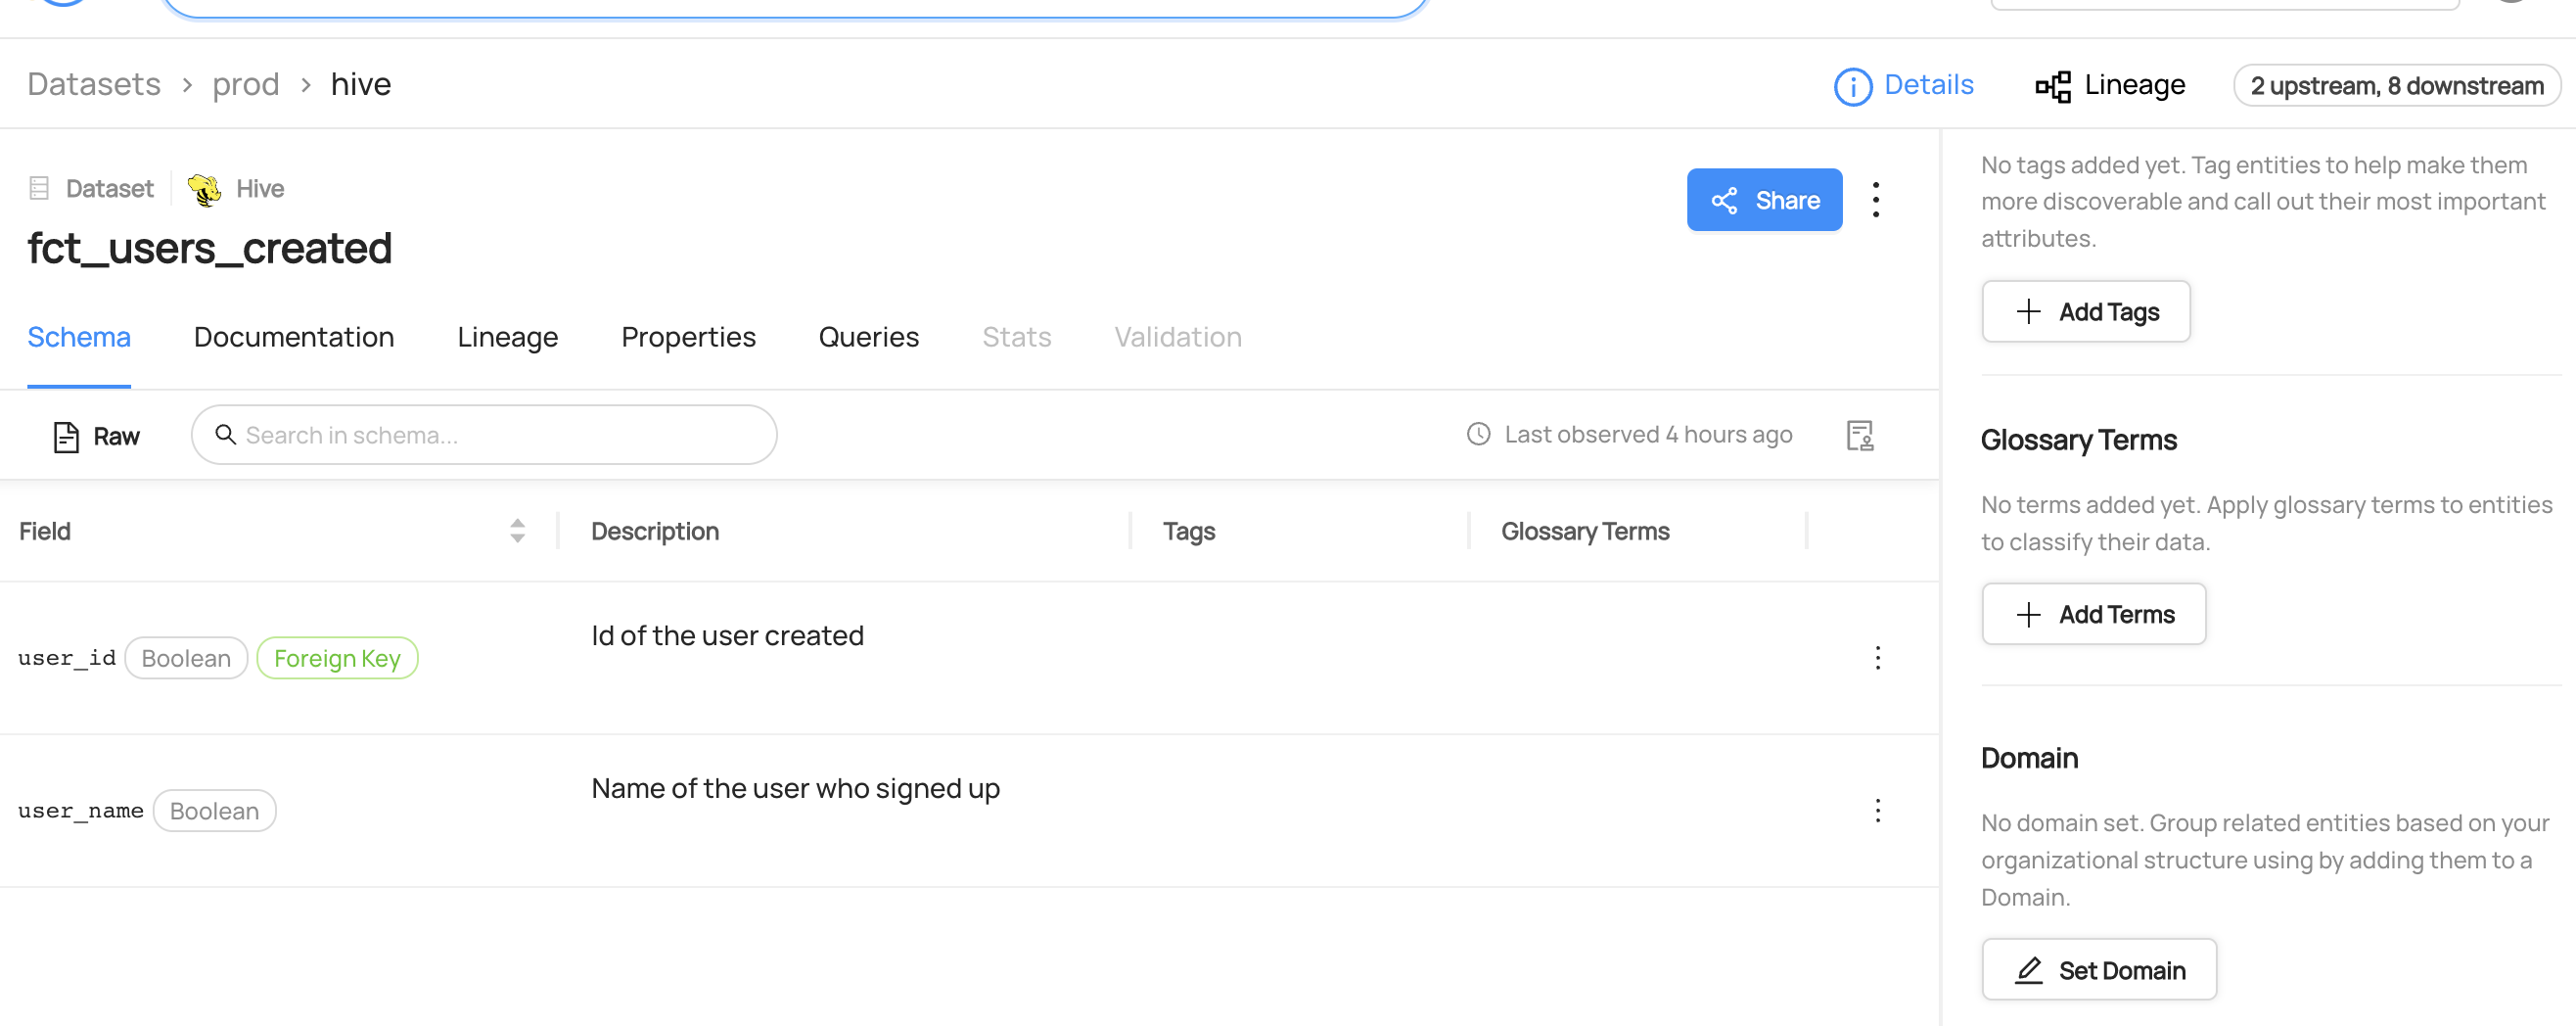 Datasets > prod > hive
Details
Lineage
2 upstream, 8 downstream
Dataset
Hive
Share
fct_users_created
Schema
Documentation
Lineage
Properties
Queries
Stats
Validation
Raw
Search in schema...
Last observed 4 hours ago
Field
Description
Tags
Glossary Terms
user_id
Boolean
Foreign Key
Id of the user created
user_name
Boolean
Name of the user who signed up
No tags added yet. Tag entities to help make them
more discoverable and call out their most important
attributes.
Add Tags
Glossary Terms
No terms added yet. Apply glossary terms to entities
to classify their data.
Add Terms
Domain
No domain set. Group related entities based on your
organizational structure using by adding them to a
Domain.
Set Domain